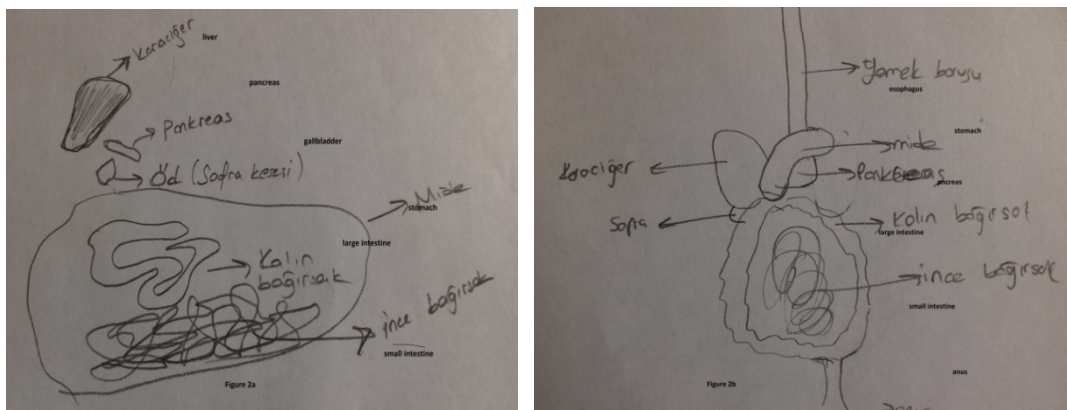 Karaciğer
liver
pancreas
Pankreas
gallbladder
Öd (Safra kesesi)
Mide
stomach
large intestine
Kalın
bağırsak
ince bağırsak
small intestine
Figure 2a
Yemek borusu
esophagus
stomach
mide
Karaciğer
Pankreas
pncreas
Safra
Kalın bağırsak
large intestine
ince bağırsak
small intestine
Figure 2b
anus